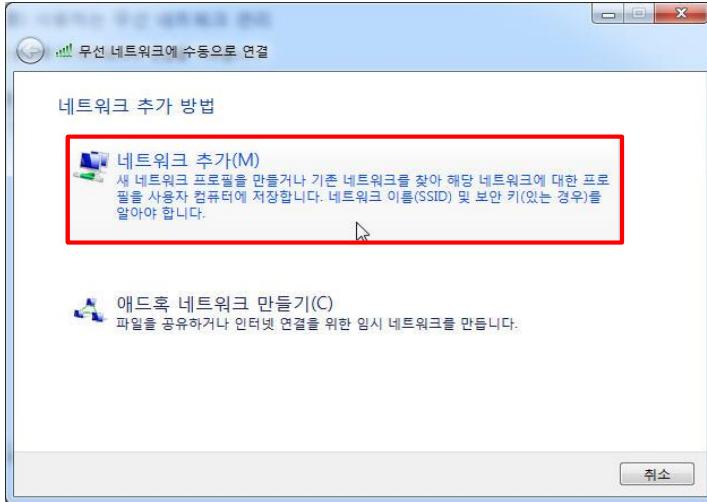 무선 네트워크에 수동으로 연결
네트워크 추가 방법
네트워크 추가(M)
새 네트워크 프로필을 만들거나 기존 네트워크를 찾아 해당 네트워크에 대한 프로
필을 사용자 컴퓨터에 저장합니다. 네트워크 이름(SSID) 및 보안 키(있는 경우)를
알아야 합니다.
애드혹 네트워크 만들기(C)
파일을 공유하거나 인터넷 연결을 위한 임시 네트워크를 만듭니다.
취소